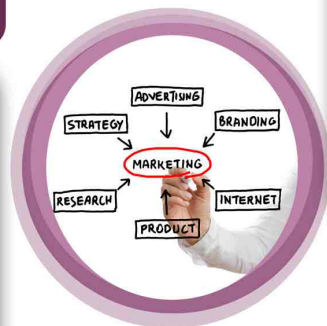 ADVERTISING
STRATEGY
BRANDING
MARKETING
RESEARCH
INTERNET
PRODUCT